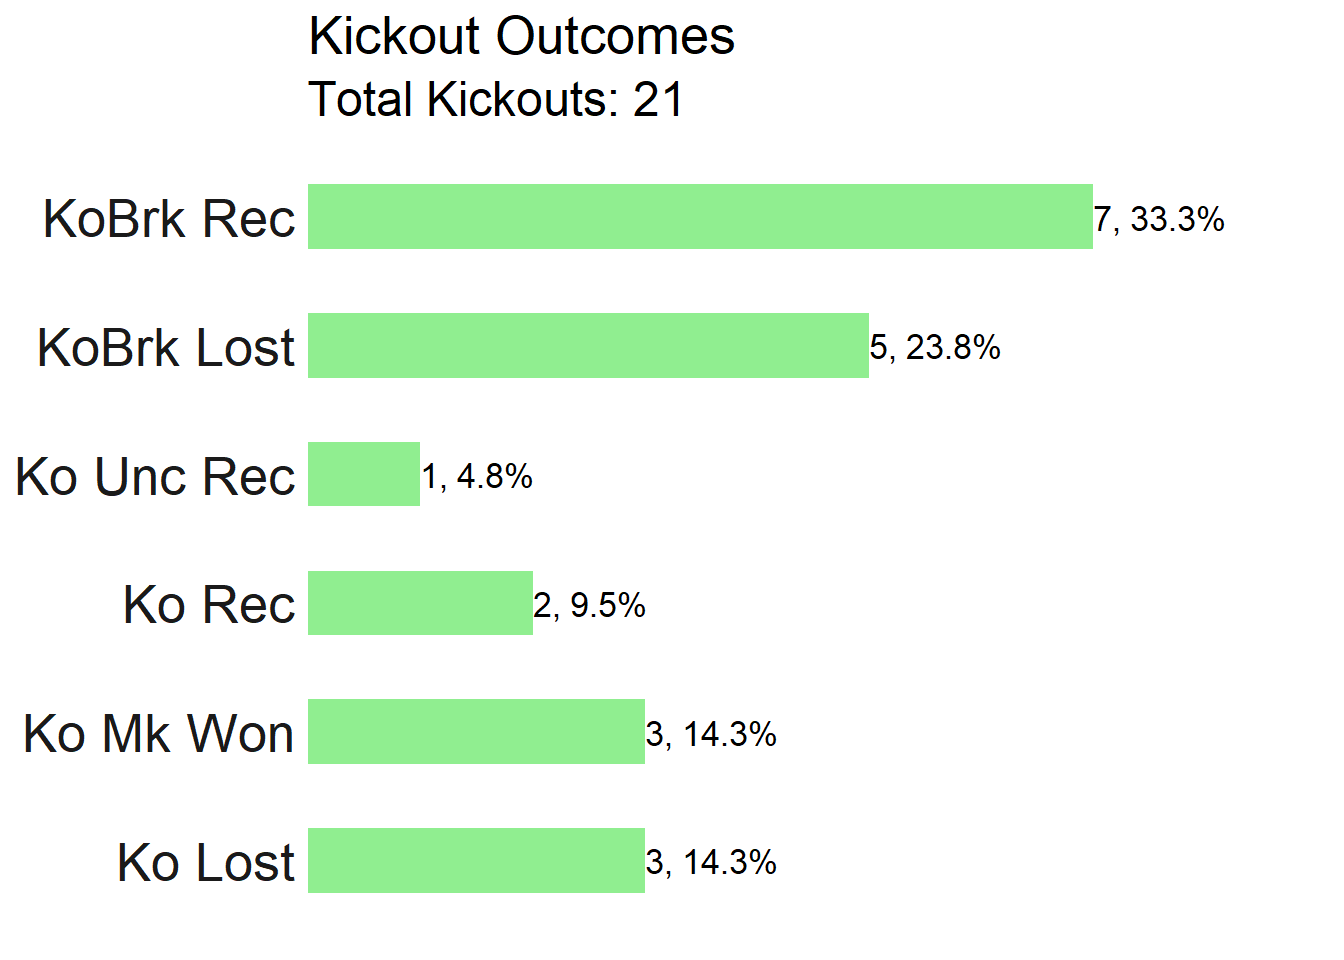 Kickout Outcomes
Total Kickouts: 21
KoBrk Rec 7, 33.3%
KoBrk Lost 5, 23.8%
Ko Unc Rec 1, 4.8%
Ko Rec 2, 9.5%
Ko Mk Won 3, 14.3%
Ko Lost 3, 14.3%